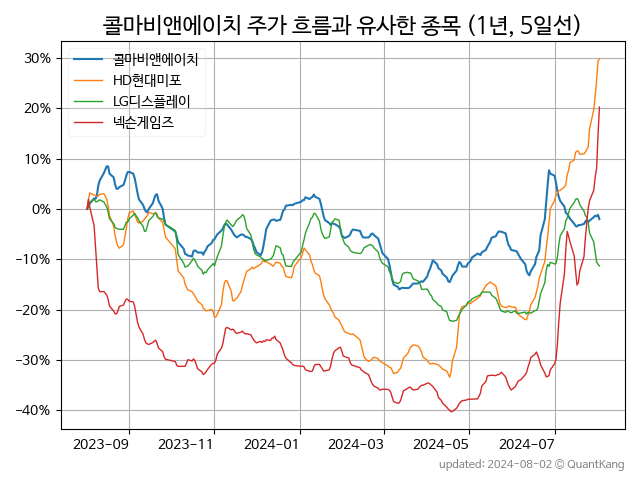 콜마비앤에이치 주가 흐름과 유사한 종목 (1년, 5일선)
콜마비앤에이치
HD현대미포
LG디스플레이
넥슨게임즈
30%
20%
10%
0%
−10%
−20%
−30%
−40%
2023-09 2023-11 2024-01 2024-03 2024-05 2024-07
updated: 2024-08-02 © QuantKang